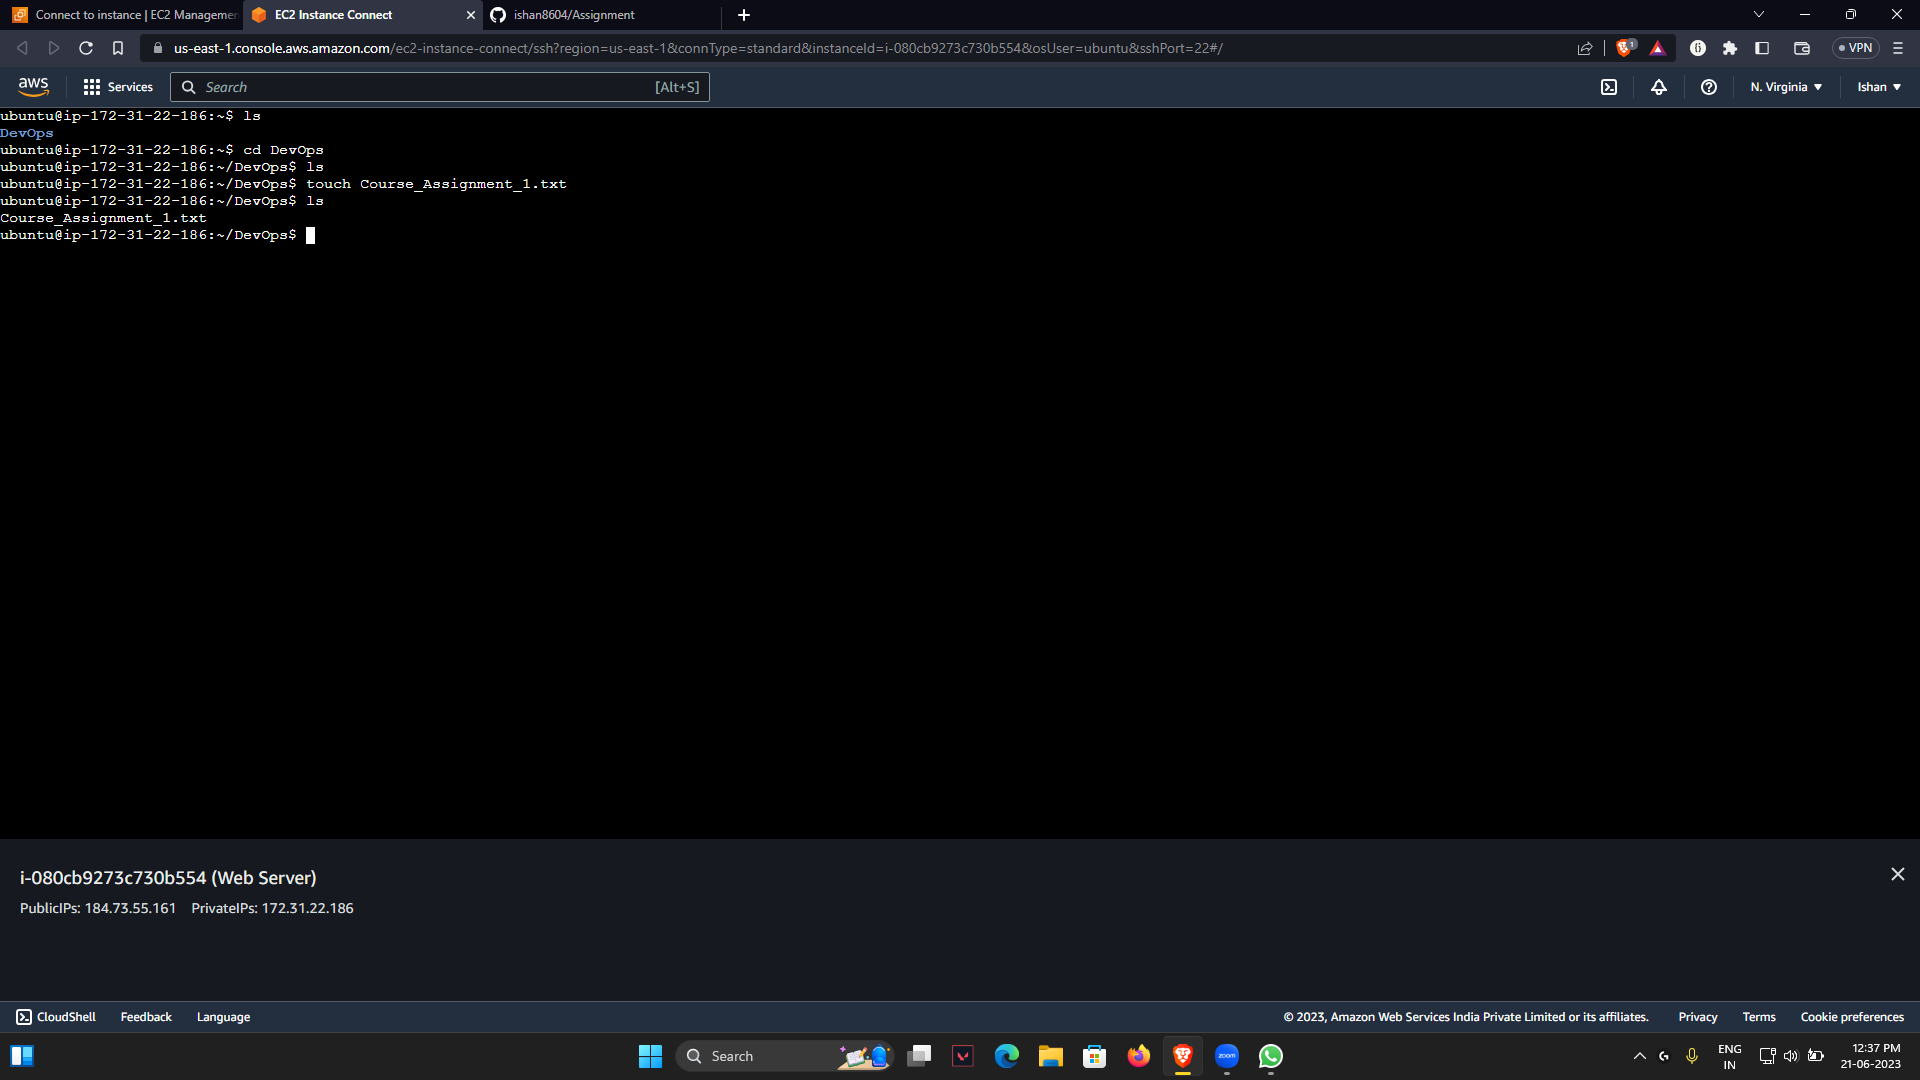 Connect to instance | EC2 Managemen
EC2 Instance Connect
ishan8604/Assignment
us-east-1.console.aws.amazon.com/ec2-instance-connect/ssh?region=us-east-1&connType=standard&instanceId=i-080cb9273c730b554&osUser=ubuntu&sshPort=22#/
1
VPN
aws
Services
Search
[Alt+S]
N. Virginia
Ishan
ubuntu@ip-172-31-22-186:~$ ls
DevOps
ubuntu@ip-172-31-22-186:~$ cd DevOps
ubuntu@ip-172-31-22-186:~/DevOps$ ls
ubuntu@ip-172-31-22-186:~/DevOps$ touch Course_Assignment_1.txt
ubuntu@ip-172-31-22-186:~/DevOps$ ls
Course_Assignment_1.txt
ubuntu@ip-172-31-22-186:~/DevOps$
i-080cb9273c730b554 (Web Server)
PublicIPs: 184.73.55.161 PrivateIPs: 172.31.22.186
CloudShell
Feedback
Language
© 2023, Amazon Web Services India Private Limited or its affiliates.
Privacy
Terms
Cookie preferences
Search
zoom
ENG
IN
12:37 PM
21-06-2023